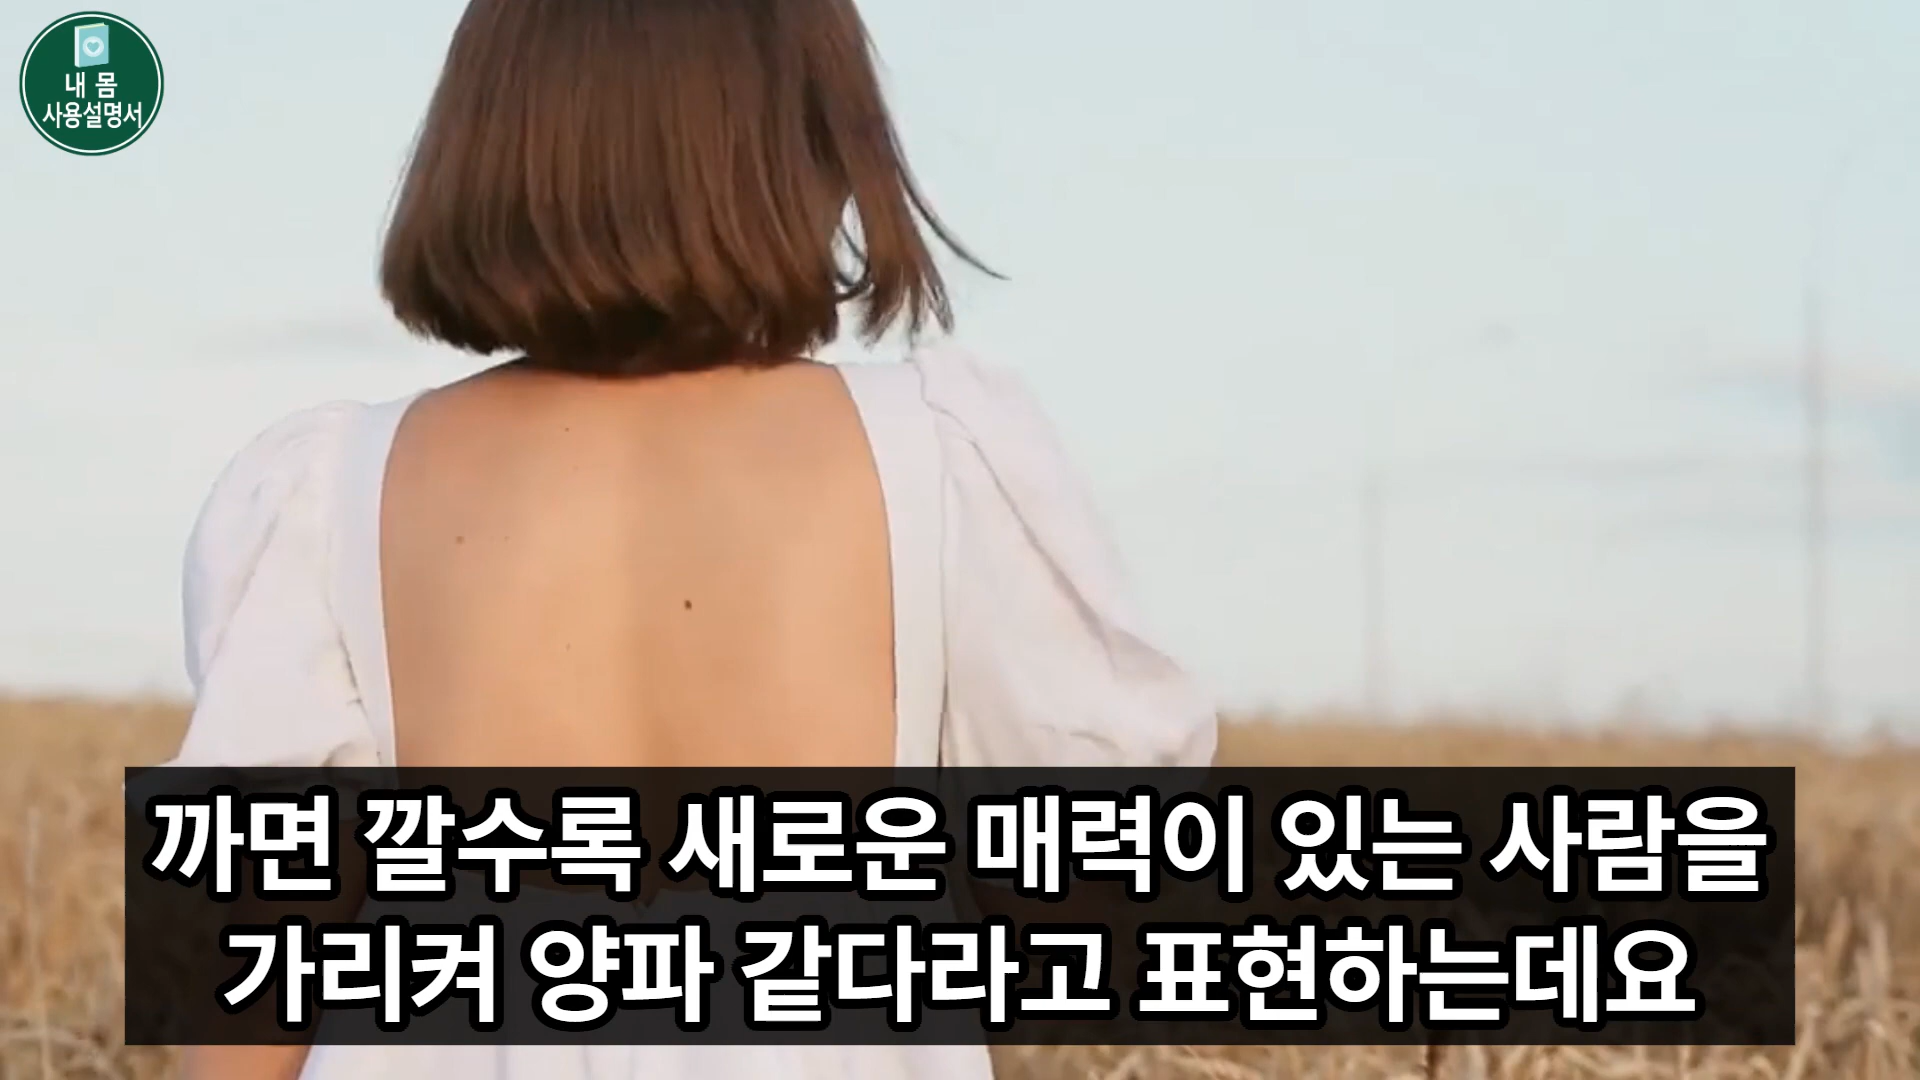 내 몸
사용설명서
까면 깔수록 새로운 매력이 있는 사람을
가리켜 양파 같다라고 표현하는데요